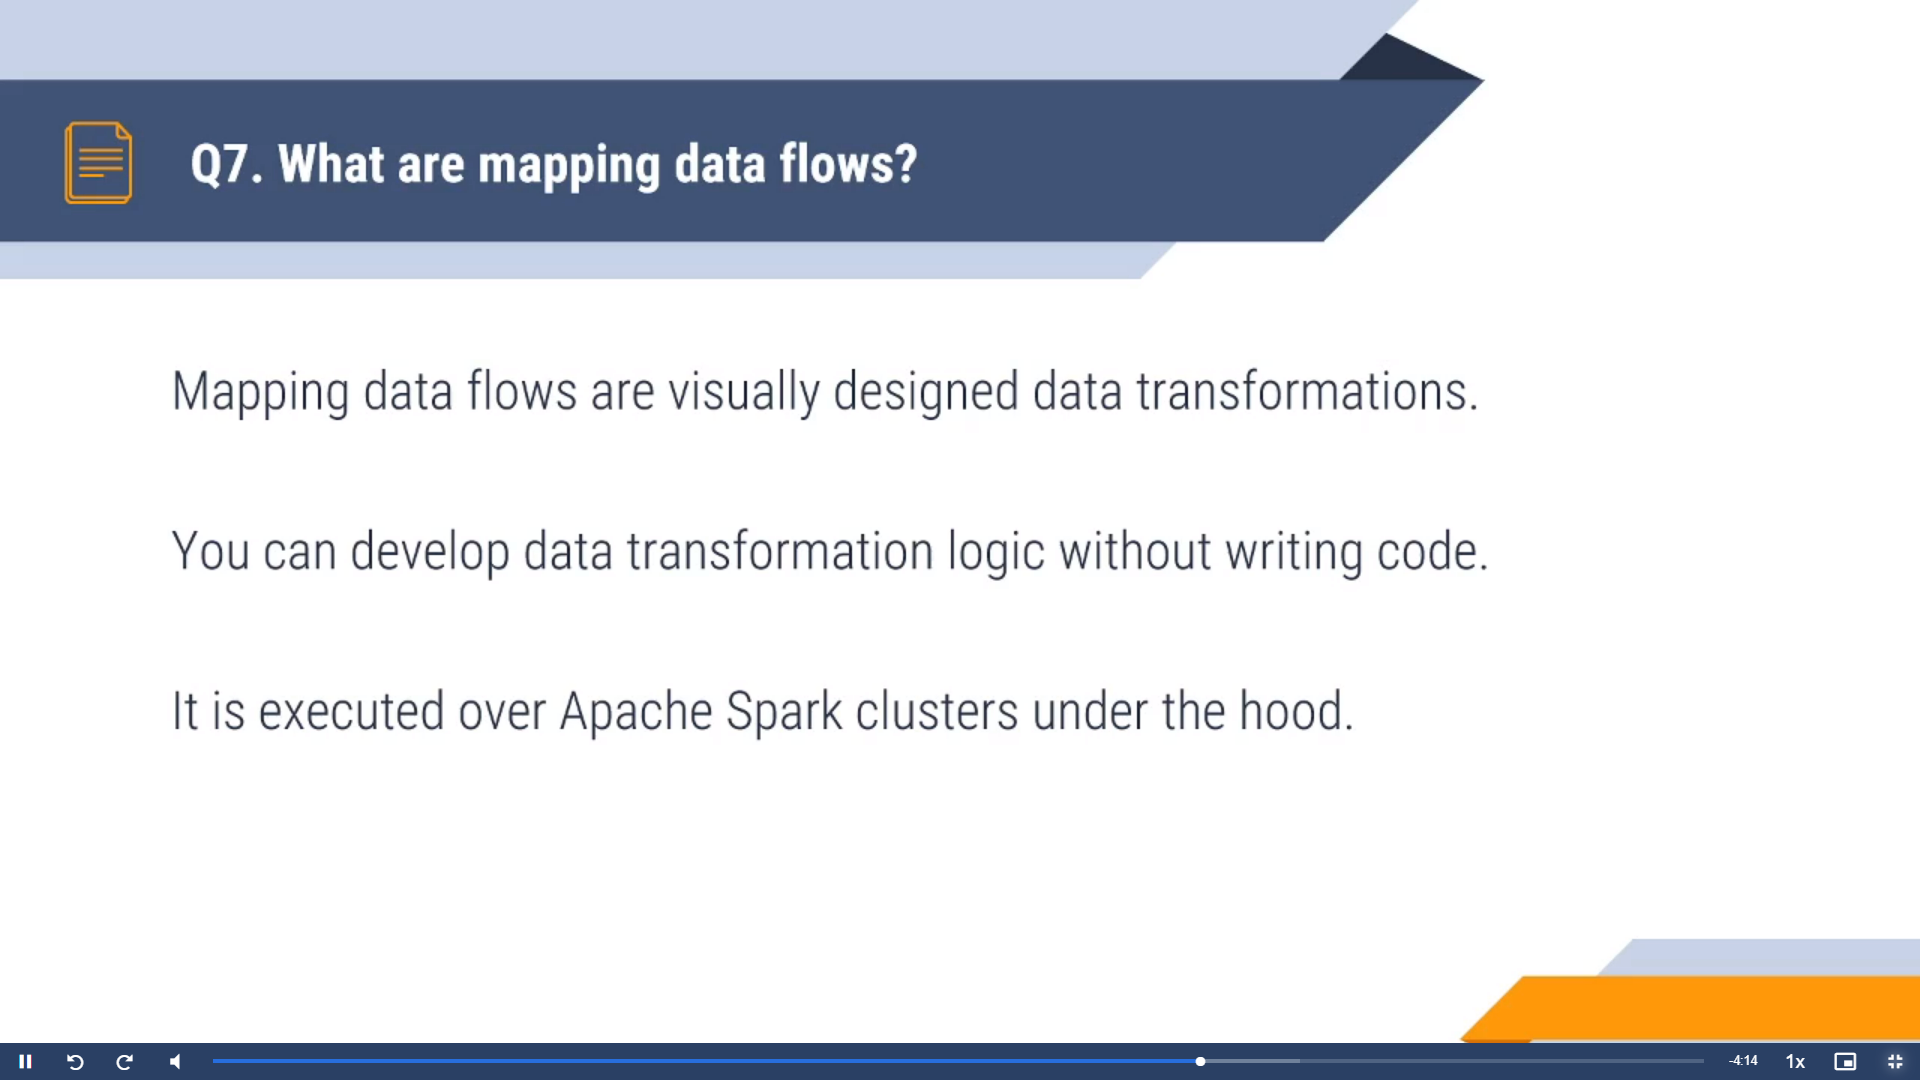 Q7. What are mapping data flows?
Mapping data flows are visually designed data transformations.
You can develop data transformation logic without writing code.
It is executed over Apache Spark clusters under the hood.
-4:14 1x